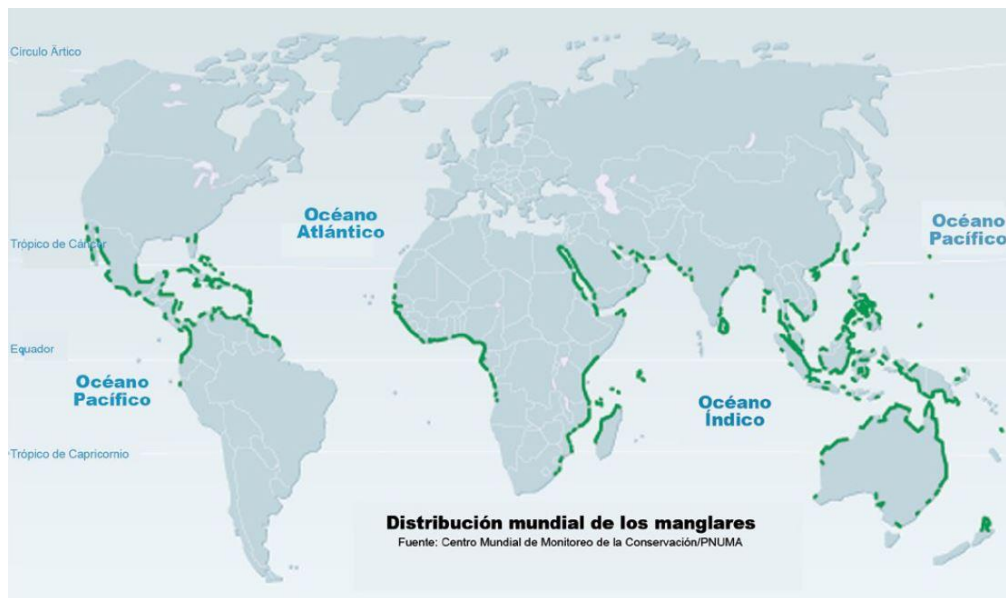 Círculo Ärtico
Océano
Atlántico
Océano
Pacífico
Trópico de Cáncer
Equador
Océano
Pacífico
Océano
Índico
Trópico de Capricornio
Distribución mundial de los manglares
Fuente: Centro Mundial de Monitoreo de la Conservación/PNUMA